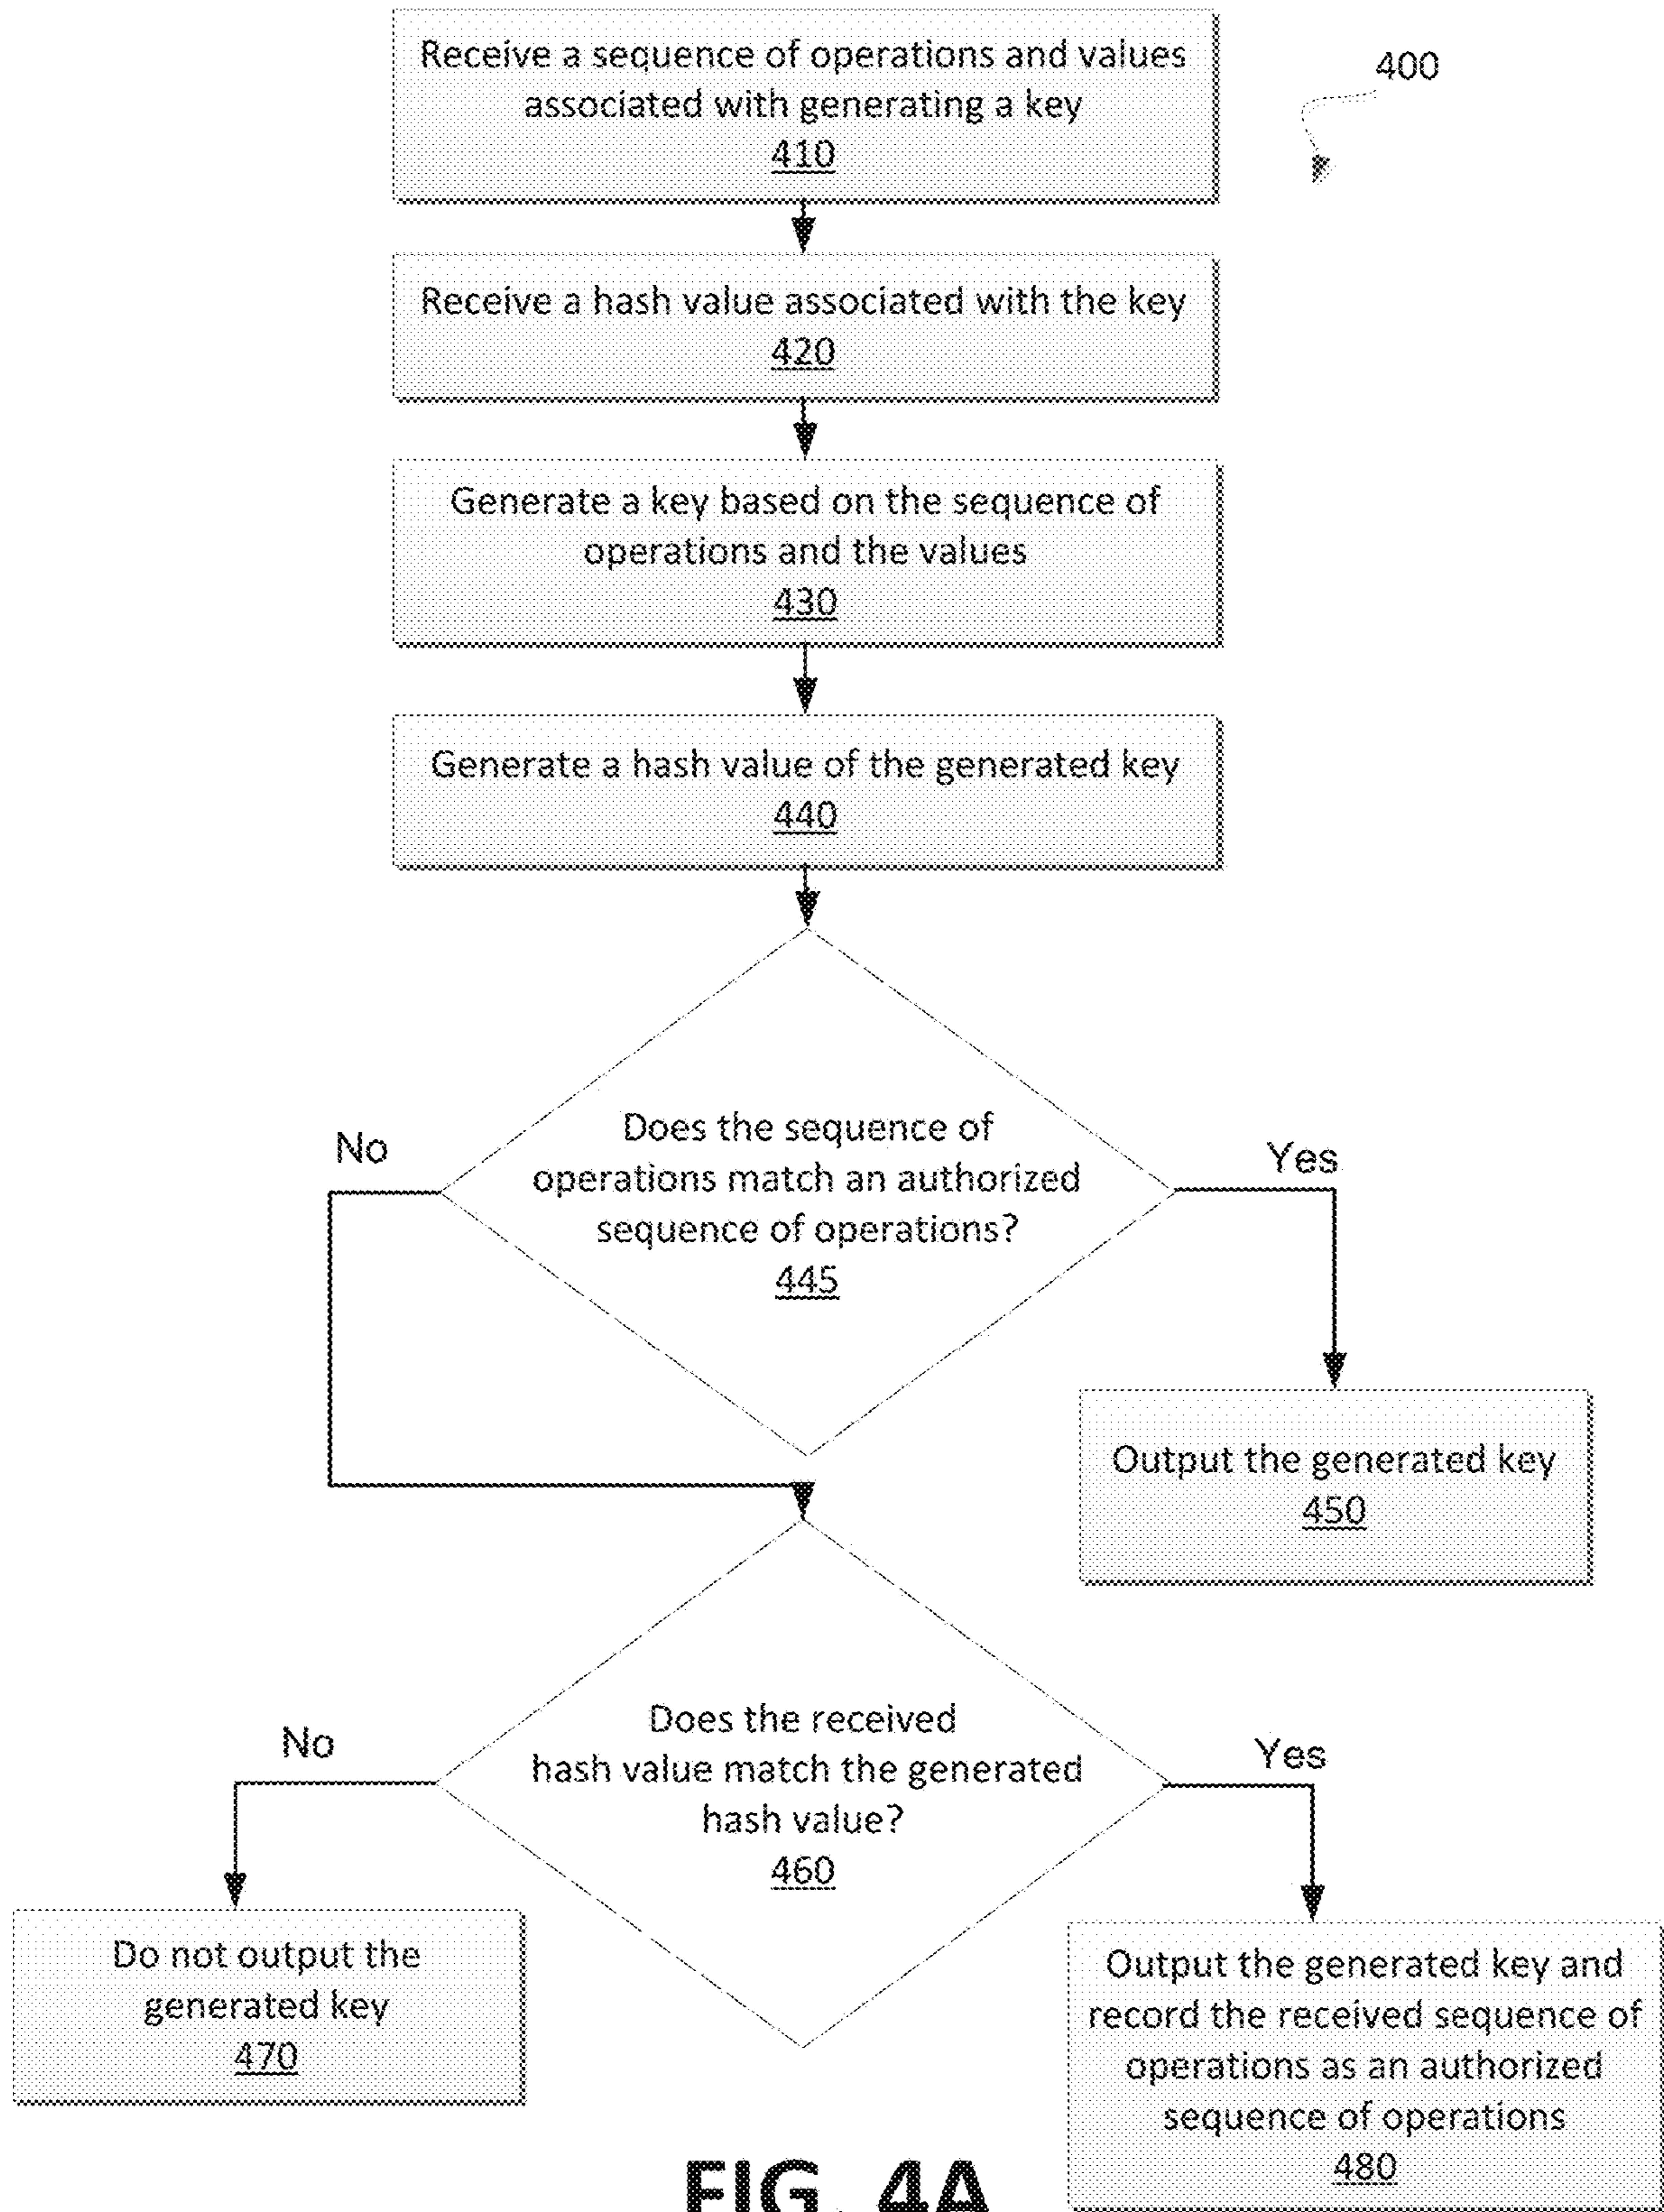 Receive a sequence of operations and values
associated with generating a key
410
400
Receive a hash value associated with the key
420
Generate a key based on the sequence of
operations and the values
430
Generate a hash value of the generated key
440
Does the sequence of
operations match an authorized
sequence of operations?
445
No
Yes
Output the generated key
450
Does the received
hash value match the generated
hash value?
460
No
Yes
Do not output the
generated key
470
Output the generated key and
record the received sequence of
operations as an authorized
sequence of operations
480
FIG. 4A